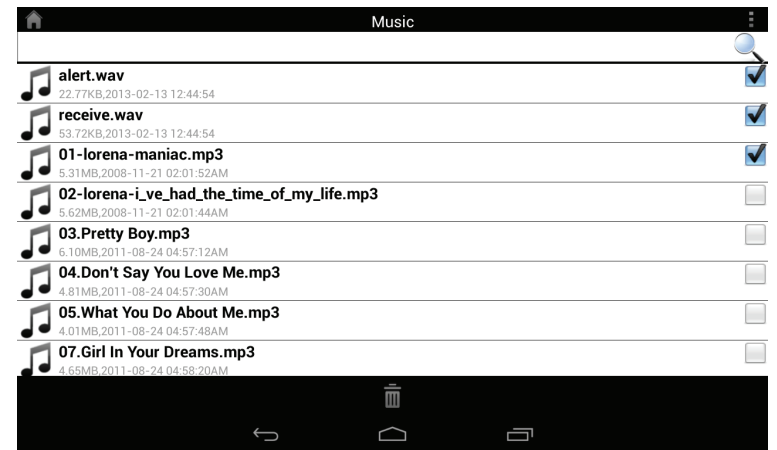 Music
alert.wav
22.77KB,2013-02-13 12:44:54
receive.wav
53.72KB,2013-02-13 12:44:54
01-lorena-maniac.mp3
5.31MB,2008-11-21 02:01:52AM
02-lorena-i_ve_had_the_time_of_my_life.mp3
5.62MB,2008-11-21 02:01:44AM
03.Pretty Boy.mp3
6.10MB,2011-08-24 04:57:12AM
04.Don't Say You Love Me.mp3
4.81MB,2011-08-24 04:57:30AM
05.What You Do About Me.mp3
4.01MB,2011-08-24 04:57:48AM
07.Girl In Your Dreams.mp3
4.65MB,2011-08-24 04:58:20AM